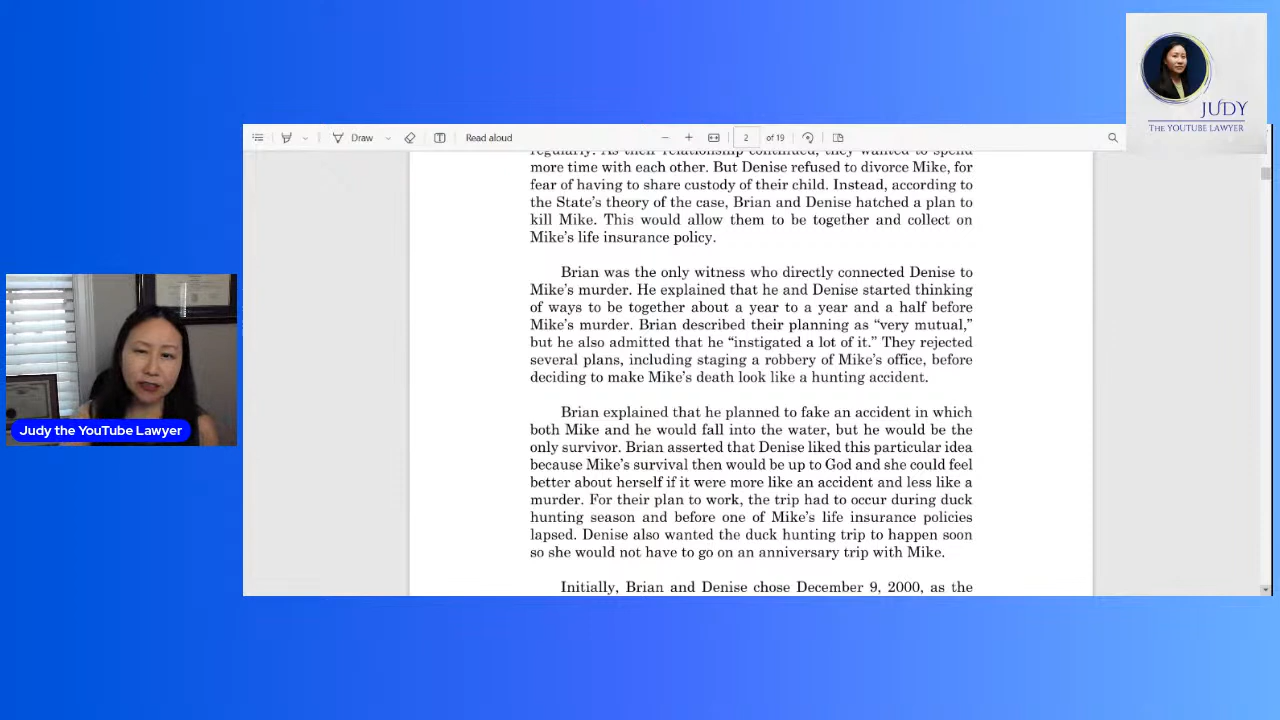 JUDY
THE YOUTUBE LAWYER
Draw
Read aloud
2
of 19
regularly. As their relationship continued, they wanted to spend
more time with each other. But Denise refused to divorce Mike, for
fear of having to share custody of their child. Instead, according to
the State’s theory of the case, Brian and Denise hatched a plan to
kill Mike. This would allow them to be together and collect on
Mike’s life insurance policy.
Brian was the only witness who directly connected Denise to
Mike’s murder. He explained that he and Denise started thinking
of ways to be together about a year to a year and a half before
Mike’s murder. Brian described their planning as “very mutual,”
but he also admitted that he “instigated a lot of it.” They rejected
several plans, including staging a robbery of Mike’s office, before
deciding to make Mike’s death look like a hunting accident.
Brian explained that he planned to fake an accident in which
both Mike and he would fall into the water, but he would be the
only survivor. Brian asserted that Denise liked this particular idea
because Mike’s survival then would be up to God and she could feel
better about herself if it were more like an accident and less like a
murder. For their plan to work, the trip had to occur during duck
hunting season and before one of Mike’s life insurance policies
lapsed. Denise also wanted the duck hunting trip to happen soon
so she would not have to go on an anniversary trip with Mike.
Initially, Brian and Denise chose December 9, 2000, as the
Judy the YouTube Lawyer